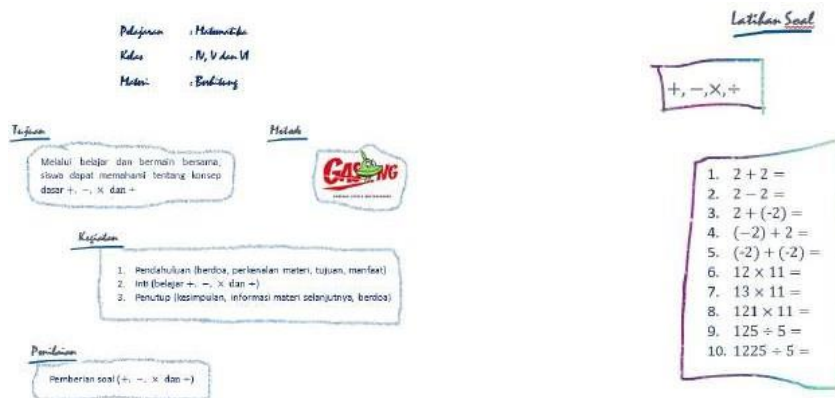 Pelajaran : Matematika
Kelas : IV, V dan VI
Materi : Berhitung
Tujuan
Melalui belajar dan bermain bersama,
siswa dapat memahami tentang konsep
dasar +, −, × dan ÷
Metode
GASING
Kegiatan
1. Pendahuluan (berdoa, perkenalan materi, tujuan, manfaat)
2. Inti (belajar +, −, × dan ÷)
3. Penutup (kesimpulan, informasi materi selanjutnya, berdoa)
Penilaian
Pemberian soal (+, −, × dan ÷)
Latihan Soal
+, −, ×, ÷
1. 2 + 2 =
2. 2 − 2 =
3. 2 + (-2) =
4. (−2) + 2 =
5. (-2) + (-2) =
6. 12 × 11 =
7. 13 × 11 =
8. 121 × 11 =
9. 125 ÷ 5 =
10. 1225 ÷ 5 =